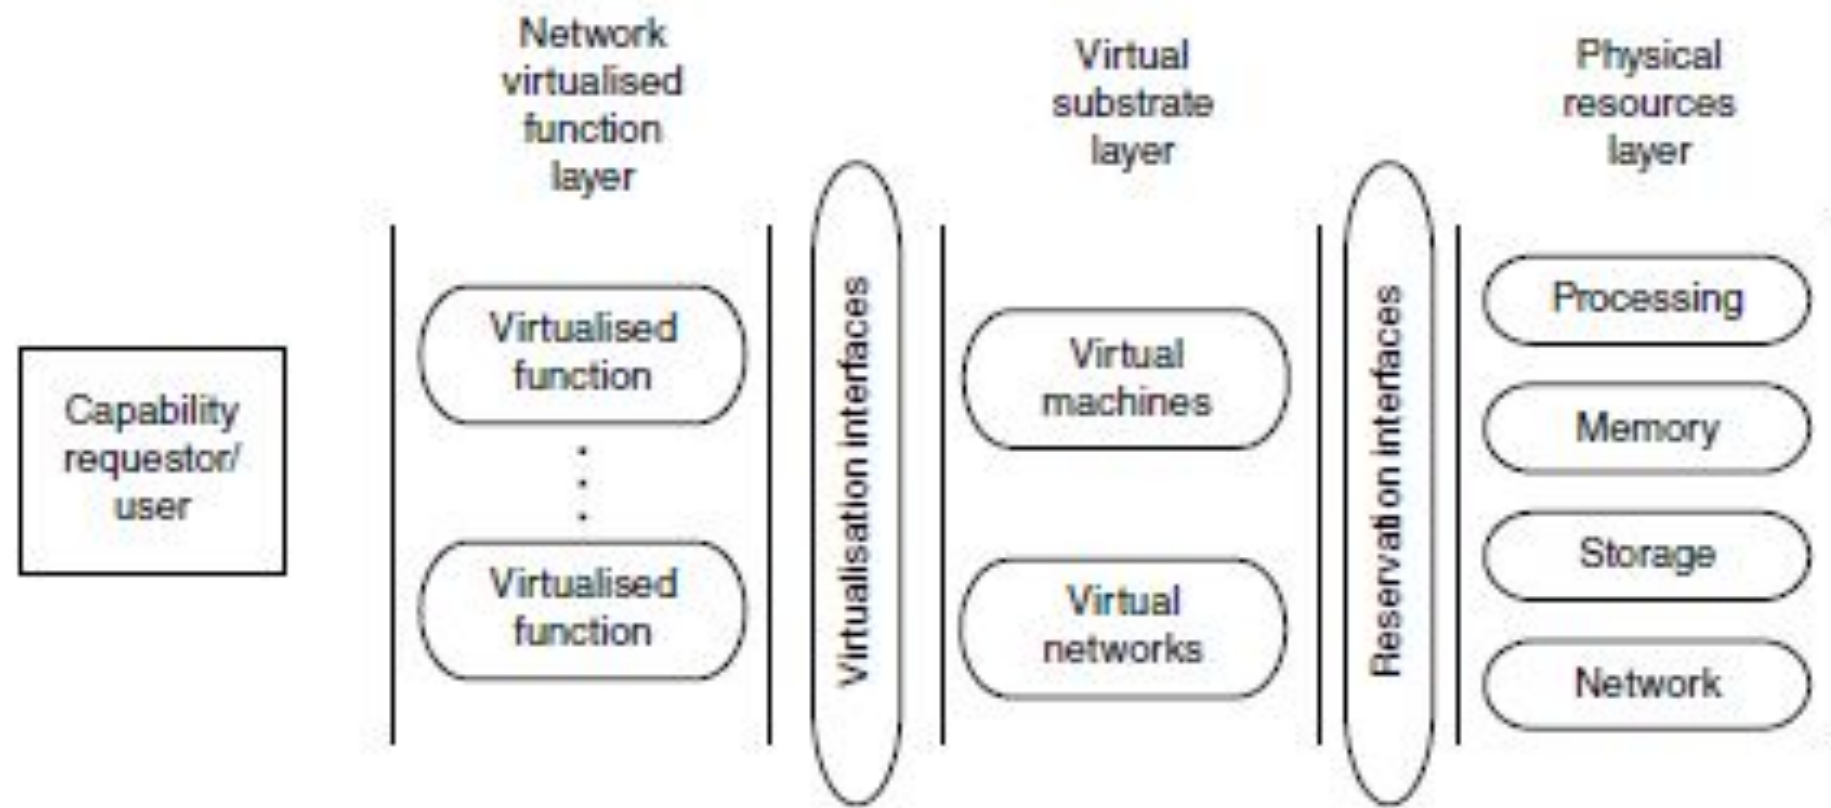 Network
virtualised
function
layer
Virtual
substrate
layer
Physical
resources
layer
Capability
requestor/
user
Virtualised
function
Virtualised
function
Virtualisation interfaces
Virtual
machines
Virtual
networks
Reservation interfaces
Processing
Memory
Storage
Network